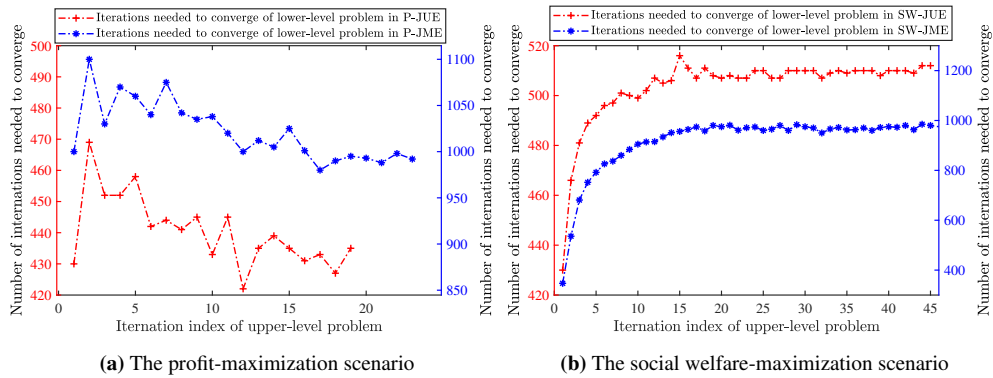 Iterations needed to converge of lower-level problem in P-JUE
Iterations needed to converge of lower-level problem in P-JME
Number of internations needed to converge
500
490
480
470
460
450
440
430
420
1100
1050
1000
950
900
850
Number of internations needed to converge
0 5 10 15 20
Iternation index of upper-level problem
(a) The profit-maximization scenario
Iterations needed to converge of lower-level problem in SW-JUE
Iterations needed to converge of lower-level problem in SW-JME
Number of internations needed to converge
520
500
480
460
440
420
1200
1000
800
600
400
Number of internations needed to converge
0 5 10 15 20 25 30 35 40 45
Iternation index of upper-level problem
(b) The social welfare-maximization scenario